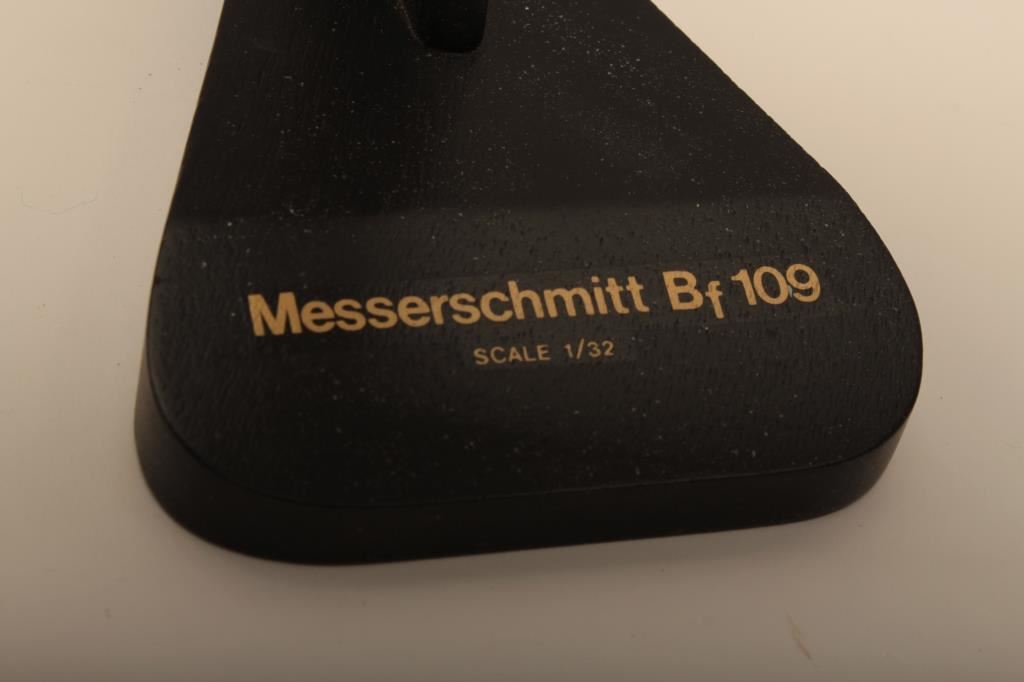 Messerschmitt Bf 109
SCALE 1/32